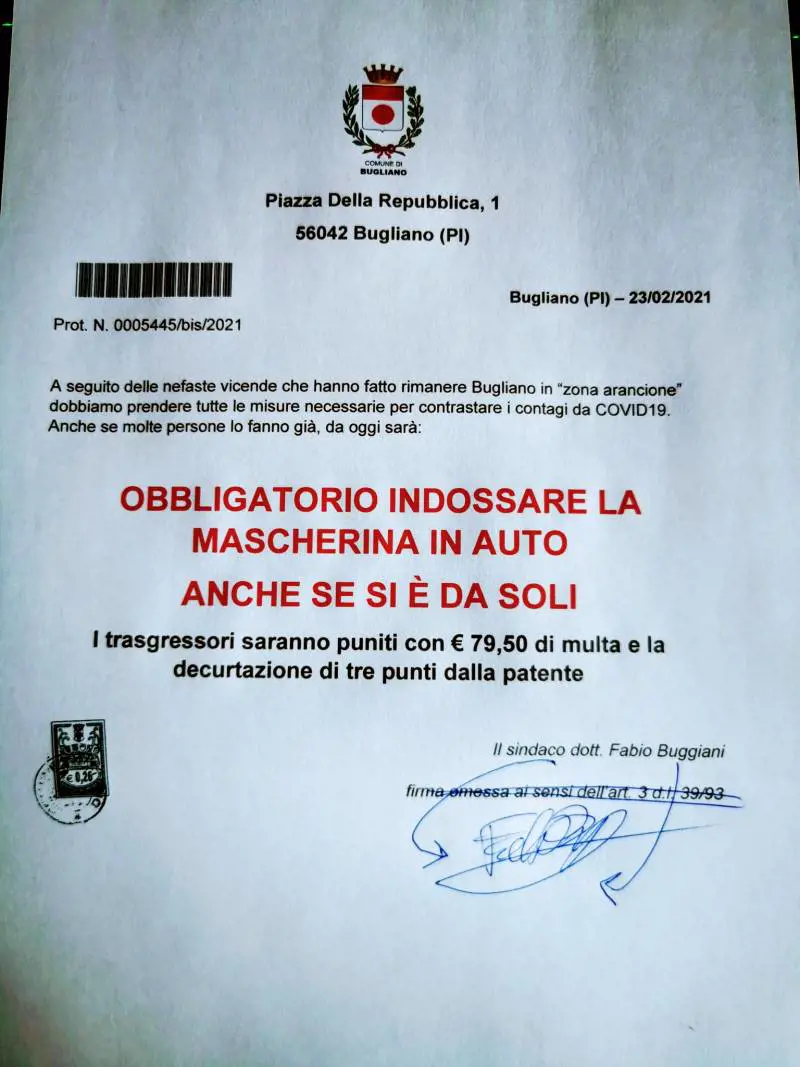 COMUNE DI
BUGLIANO
Piazza Della Repubblica, 1
56042 Bugliano (PI)
Bugliano (PI) – 23/02/2021
Prot. N. 0005445/bis/2021
A seguito delle nefaste vicende che hanno fatto rimanere Bugliano in “zona arancione”
dobbiamo prendere tutte le misure necessarie per contrastare i contagi da COVID19.
Anche se molte persone lo fanno già, da oggi sarà:
OBBLIGATORIO INDOSSARE LA
MASCHERINA IN AUTO
ANCHE SE SI È DA SOLI
I trasgressori saranno puniti con € 79,50 di multa e la
decurtazione di tre punti dalla patente
€ 0,26
Il sindaco dott. Fabio Buggiani
firma omessa ai sensi dell'art. 3 d.l. 39/93